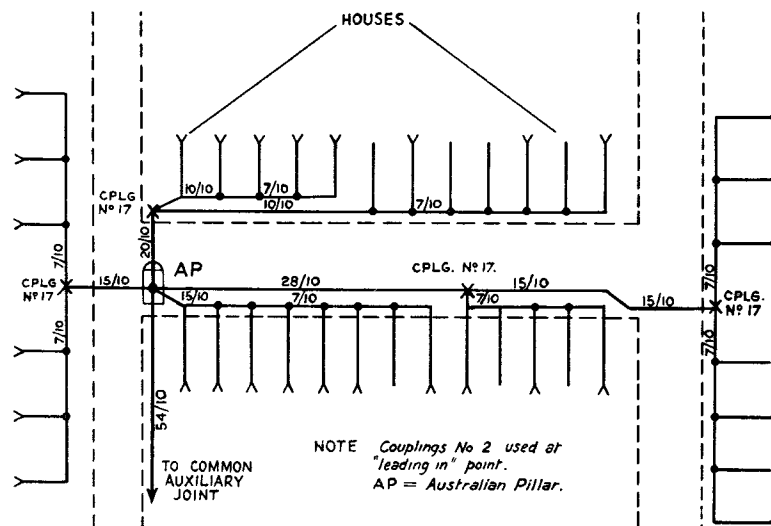 HOUSES
10/10
7/10
CPLG
Nº 17
10/10
7/10
20/10
7/10
AP
CPLG. Nº 17.
CPLG
Nº 17
15/10
28/10
15/10
15/10
7/10
CPLG.
Nº 17
15/10
7/10
7/10
7/10
7/10
54/10
NOTE Couplings No 2 used at
"leading in" point.
AP = Australian Pillar.
TO COMMON
AUXILIARY
JOINT